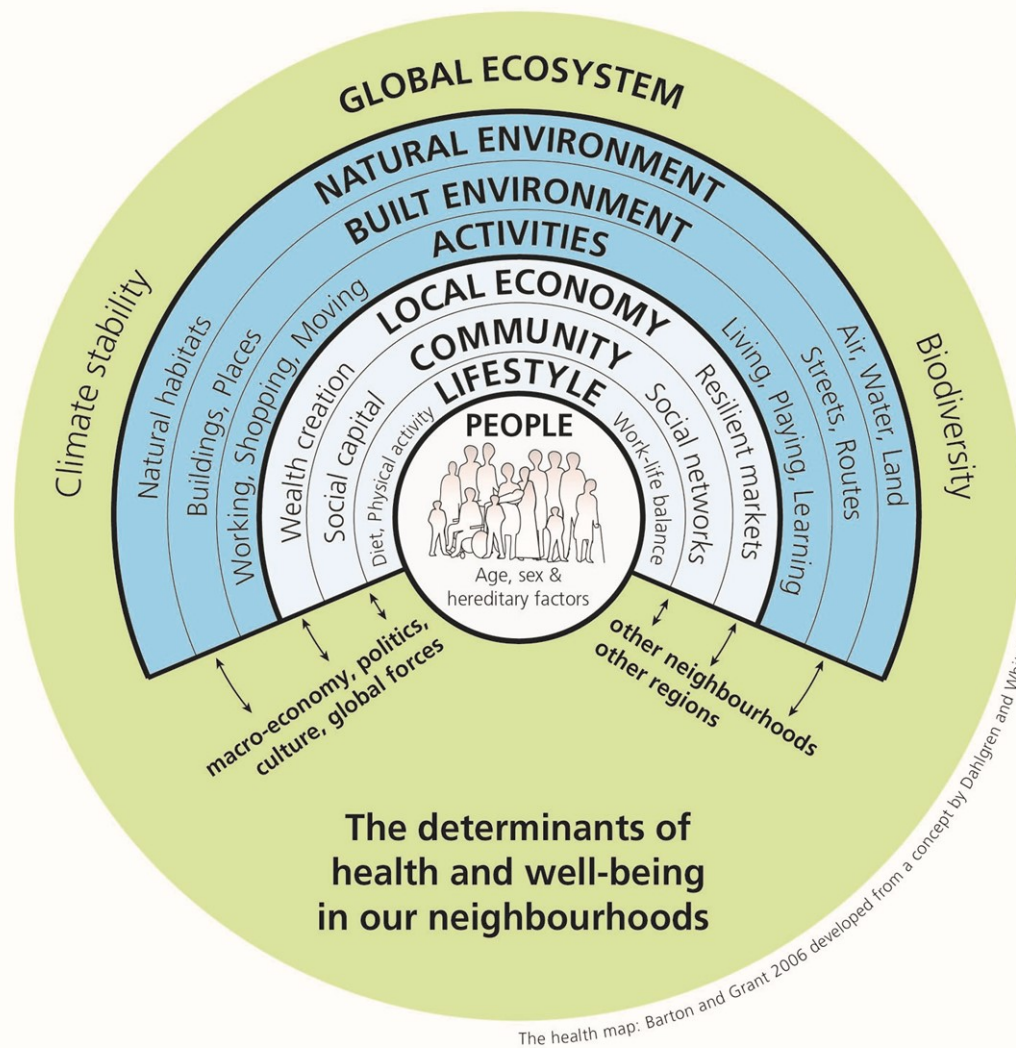 GLOBAL ECOSYSTEM
NATURAL ENVIRONMENT
BUILT ENVIRONMENT
ACTIVITIES
LOCAL ECONOMY
COMMUNITY
LIFESTYLE
PEOPLE
Age, sex &
hereditary factors
Climate stability
Natural habitats
Buildings, Places
Working, Shopping, Moving
Wealth creation
Social capital
Diet, Physical activity
Work-life balance
Social networks
Resilient markets
Living, Playing, Learning
Streets, Routes
Air, Water, Land
Biodiversity
macro-economy, politics,
culture, global forces
other neighbourhoods
other regions
The determinants of
health and well-being
in our neighbourhoods
The health map: Barton and Grant 2006 developed from a concept by Dahlgren and